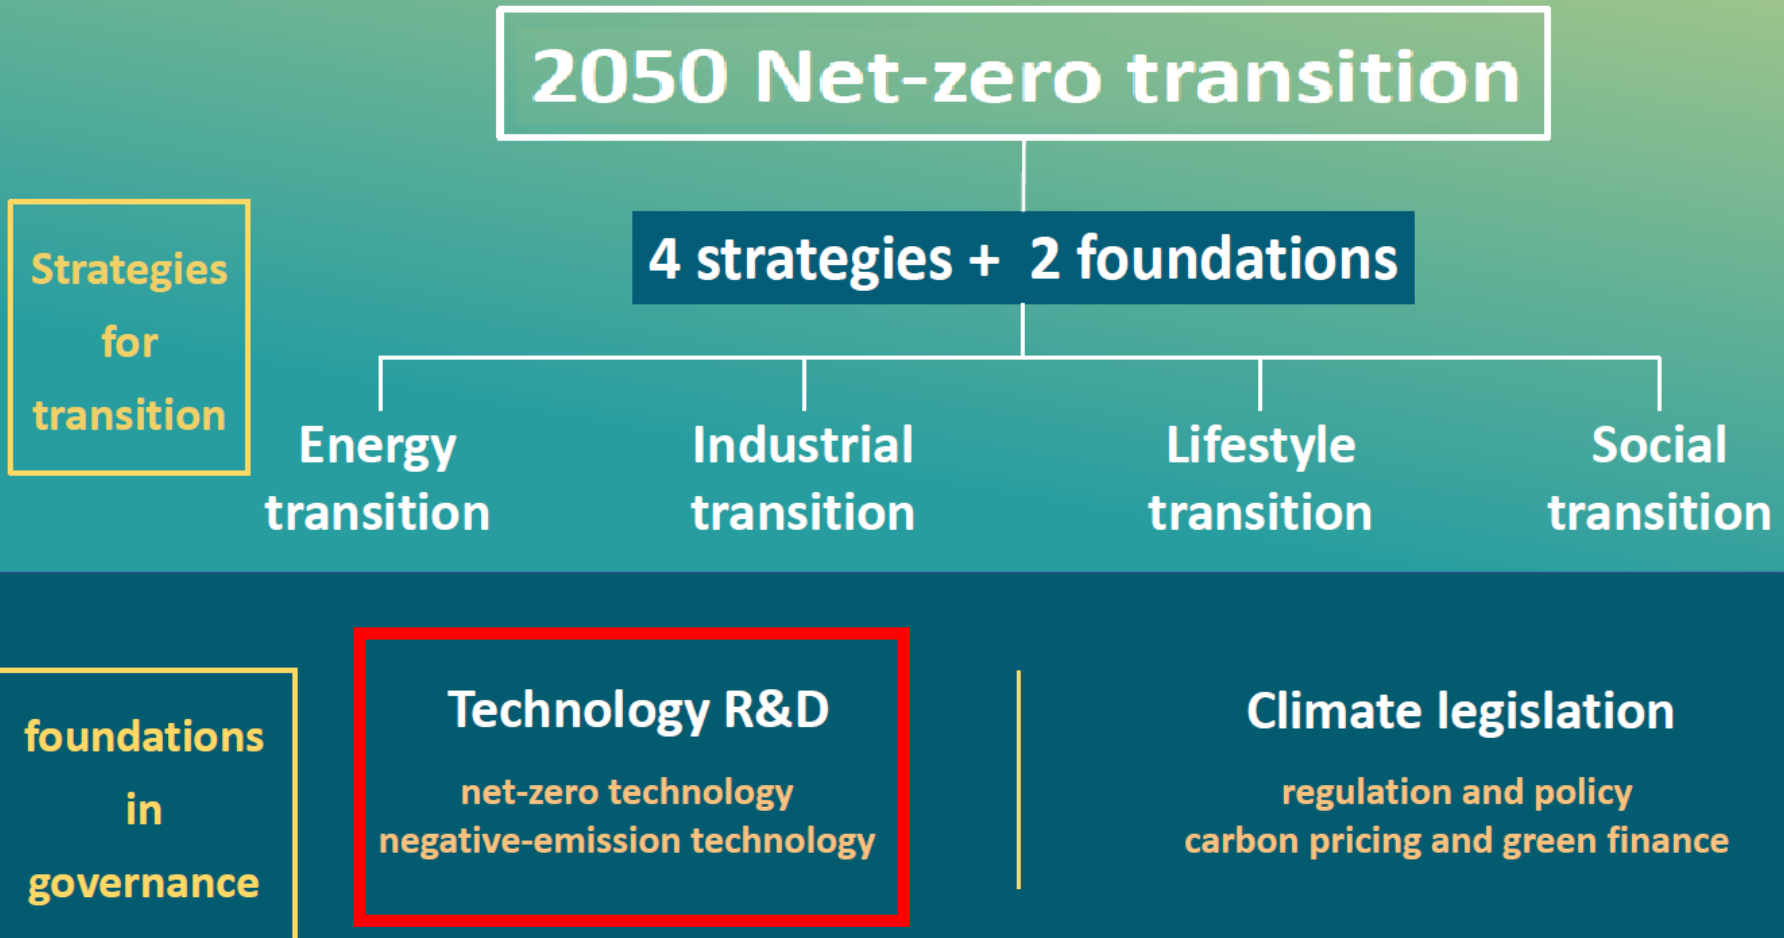 2050 Net-zero transition
4 strategies + 2 foundations
Strategies
for
transition
Energy
transition
Industrial
transition
Lifestyle
transition
Social
transition
foundations
in
governance
Technology R&D
net-zero technology
negative-emission technology
Climate legislation
regulation and policy
carbon pricing and green finance